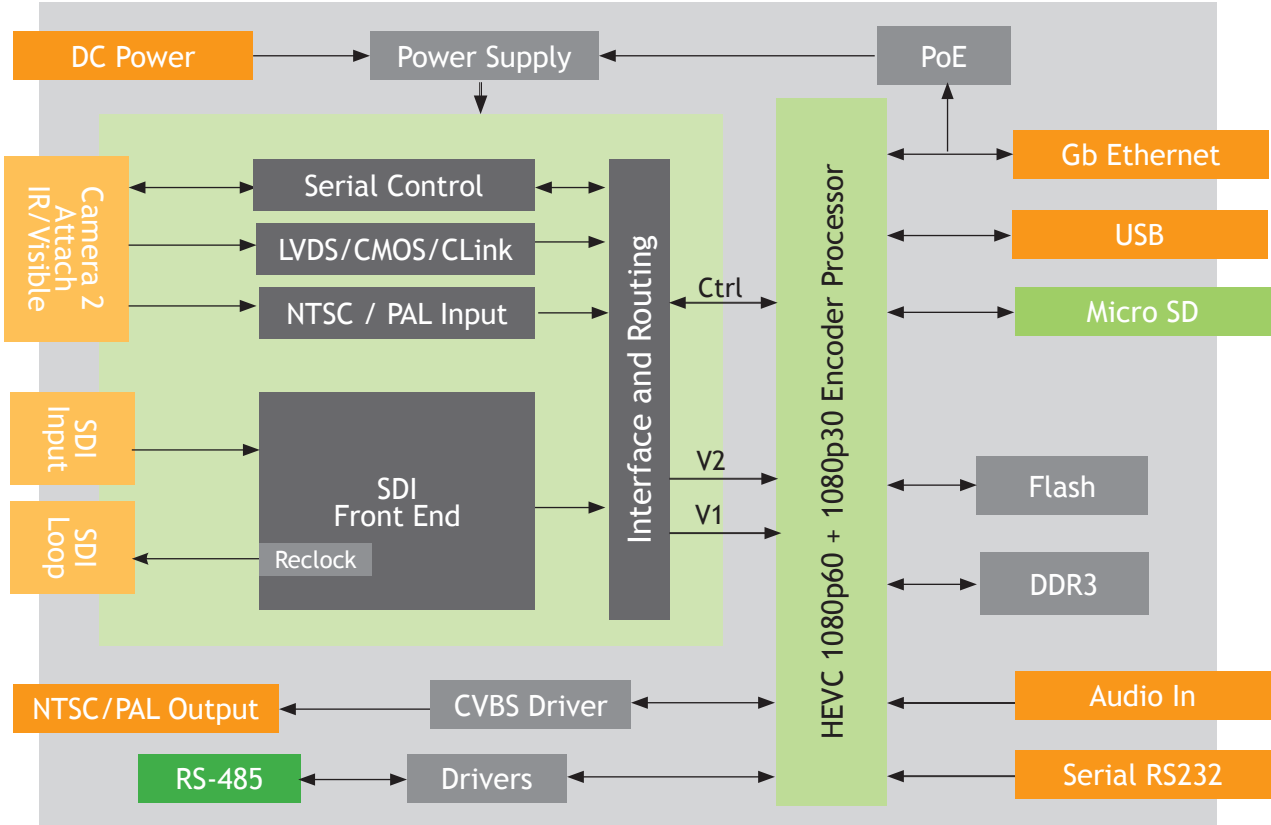 DC Power
Power Supply
PoE
Camera 2
Attach
IR/Visible
Serial Control
LVDS/CMOS/CLink
NTSC / PAL Input
SDI
Input
SDI
Loop
SDI
Front End
Reclock
Interface and Routing
Ctrl
V2
V1
HEVC 1080p60 + 1080p30 Encoder Processor
Gb Ethernet
USB
Micro SD
Flash
DDR3
NTSC/PAL Output
CVBS Driver
Audio In
RS-485
Drivers
Serial RS232